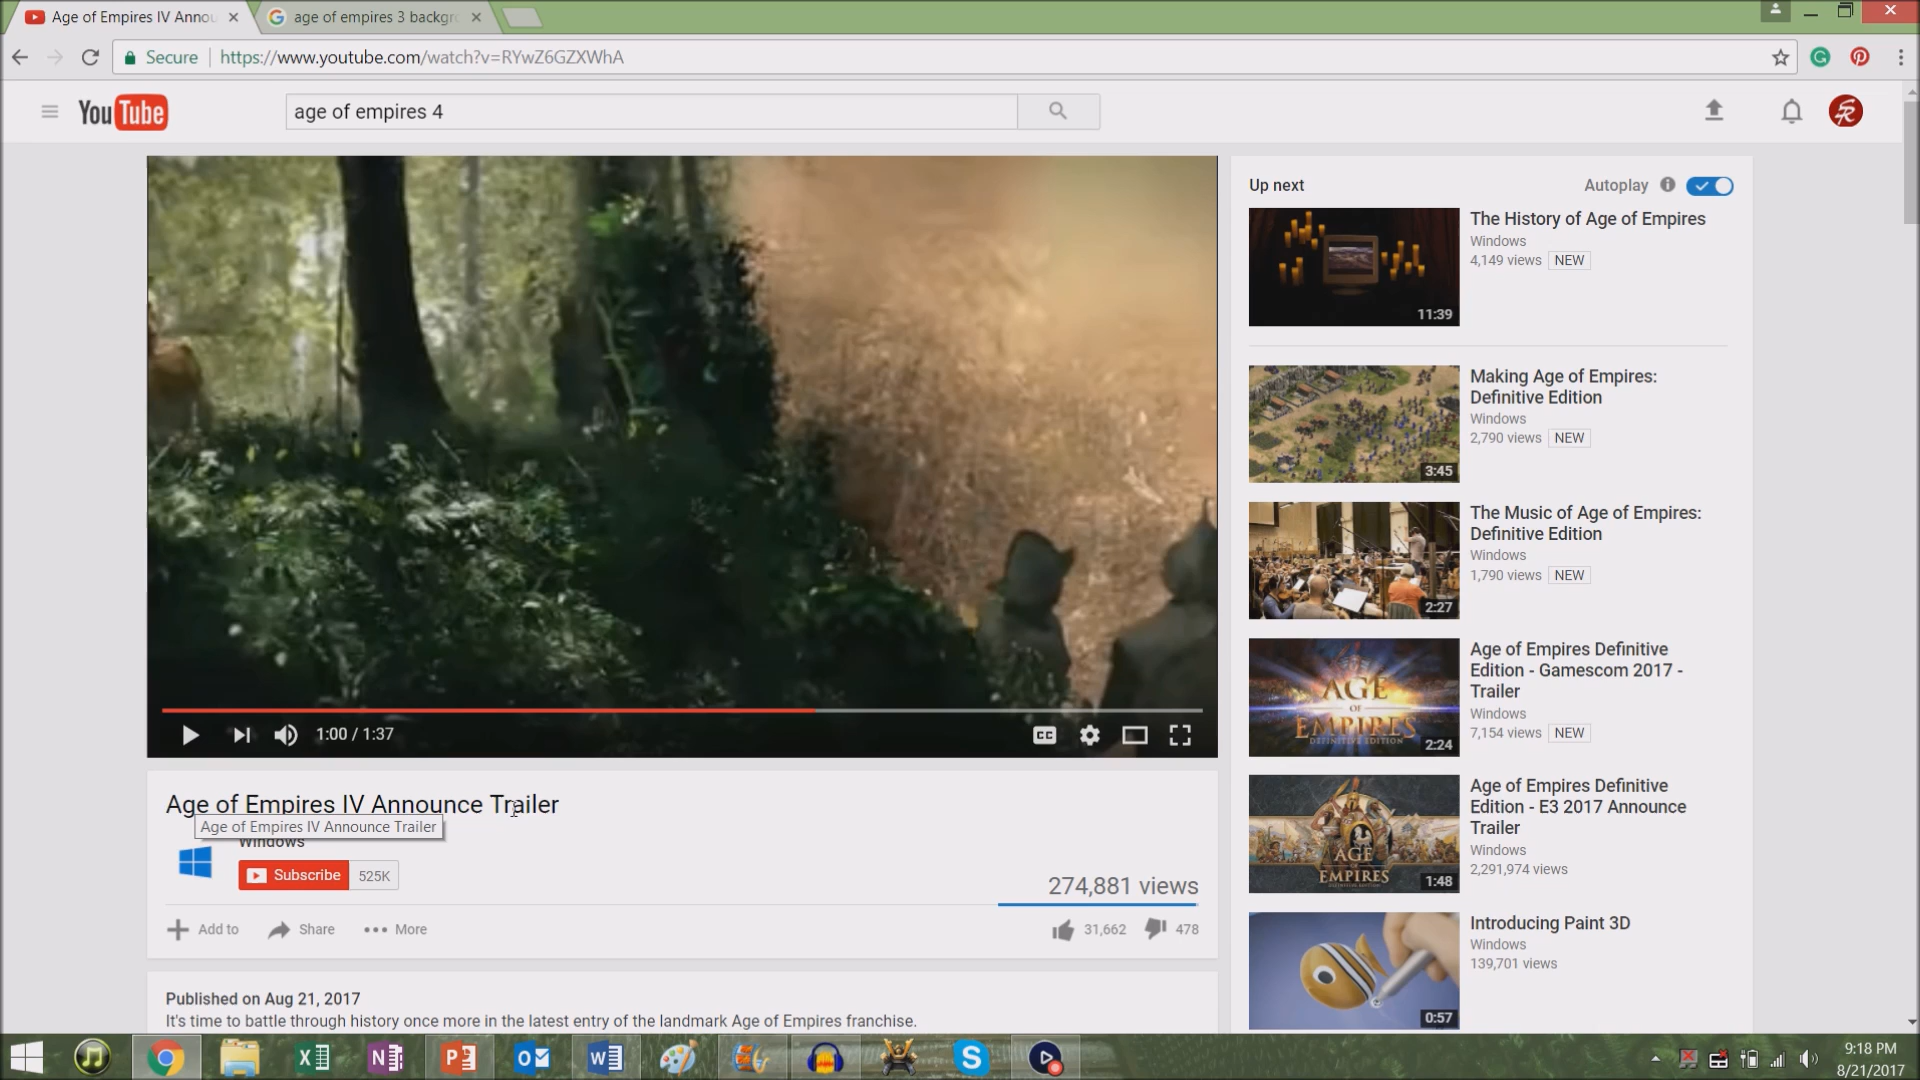 Age of Empires IV Annou
age of empires 3 backgr
Secure
https://www.youtube.com/watch?v=RYwZ6GZXWhA
YouTube
age of empires 4
1:00 / 1:37
CC
Age of Empires IV Announce Trailer
Age of Empires IV Announce Trailer
Windows
Subscribe 525K
274,881 views
Add to
Share
More
31,662
478
Published on Aug 21, 2017
It's time to battle through history once more in the latest entry of the landmark Age of Empires franchise.
Up next
Autoplay
The History of Age of Empires
Windows
4,149 views NEW
11:39
Making Age of Empires:
Definitive Edition
Windows
2,790 views NEW
3:45
The Music of Age of Empires:
Definitive Edition
Windows
1,790 views NEW
2:27
Age of Empires Definitive
Edition - Gamescom 2017 -
Trailer
Windows
7,154 views NEW
AGE
OF
EMPIRES
DEFINITIVE EDITION
2:24
Age of Empires Definitive
Edition - E3 2017 Announce
Trailer
Windows
2,291,974 views
AGE
OF
EMPIRES
DEFINITIVE EDITION
1:48
Introducing Paint 3D
Windows
139,701 views
0:57
9:18 PM
8/21/2017